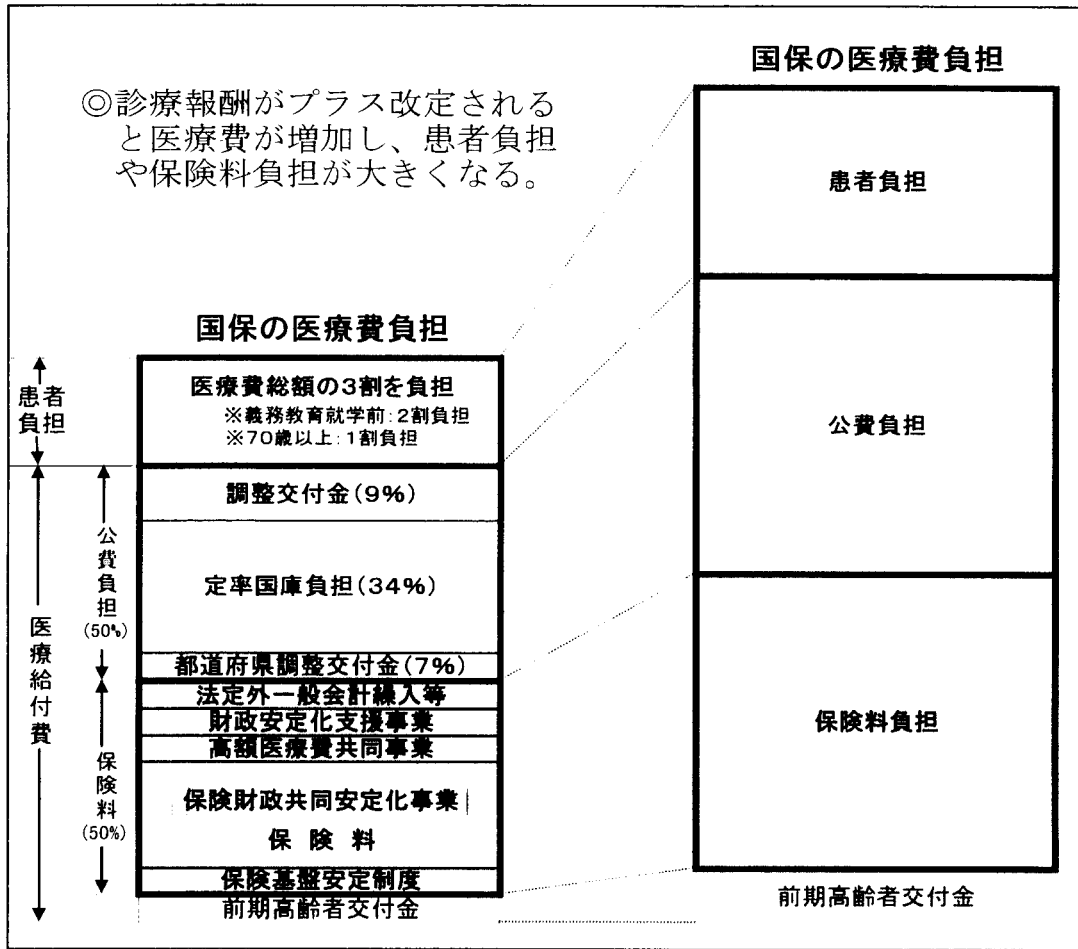 国保の医療費負担
◎診療報酬がプラス改定される
と医療費が増加し、患者負担
や保険料負担が大きくなる。
患者負担
公費負担
保険料負担
前期高齢者交付金
国保の医療費負担
患者
負担
医療費総額の3割を負担
※義務教育就学前:2割負担
※70歳以上:1割負担
医療給付費
公費負担
(50%)
調整交付金(9%)
定率国庫負担(34%)
都道府県調整交付金(7%)
保険料
(50%)
法定外一般会計繰入等
財政安定化支援事業
高額医療費共同事業
保険財政共同安定化事業
保険料
保険基盤安定制度
前期高齢者交付金